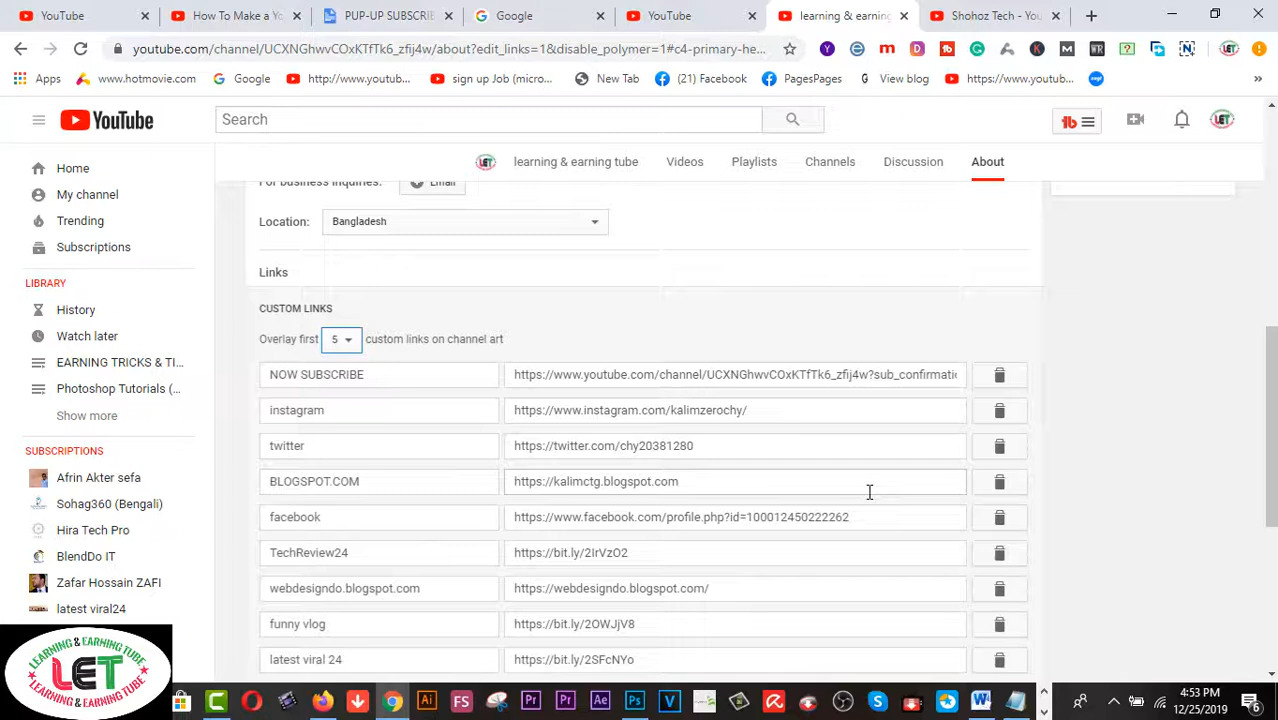 YouTube
How To Make a Yo
PUP-UP SUBSCRIBE
Google
YouTube
learning & earning
Shohoz Tech - You
youtube.com/channel/UCXNGhwvCOxKTfTk6_zfij4w/about?edit_links=1&disable_polymer=1#c4-primary-he...
Apps
www.hotmovie.com
Google
http://www.youtub...
sign up Job (micro...
New Tab
(21) Facebook
PagesPages
View blog
https://www.youtub...
YouTube
Search
learning & earning tube
Videos
Playlists
Channels
Discussion
About
Home
My channel
Trending
Subscriptions
LIBRARY
History
Watch later
EARNING TRICKS & TI...
Photoshop Tutorials (...
Show more
SUBSCRIPTIONS
Afrin Akter sefa
Sohag360 (Bengali)
Hira Tech Pro
BlendDo IT
Zafar Hossain ZAFI
latest viral24
For business inquiries:
Email
Location:
Bangladesh
Links
CUSTOM LINKS
Overlay first 5 custom links on channel art
NOW SUBSCRIBE
https://www.youtube.com/channel/UCXNGhwvCOxKTfTk6_zfij4w?sub_confirmatic
instagram
https://www.instagram.com/kalimzerochy/
twitter
https://twitter.com/chy20381280
BLOGSPOT.COM
https://kalimctg.blogspot.com
facebook
https://www.facebook.com/profile.php?id=100012450222262
TechReview24
https://bit.ly/2IrVzO2
webdesigndo.blogspot.com
https://webdesigndo.blogspot.com/
funny vlog
https://bit.ly/2OWJjV8
latest viral 24
https://bit.ly/2SFcNYo
LEARNING & EARNING TUBE
LET
LEARNING & EARNING TUBE
4:53 PM
12/25/2019